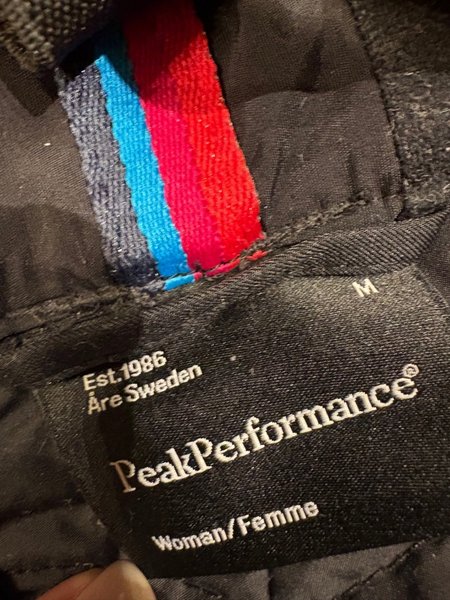 M
Est.1986
Åre Sweden
PeakPerformance®
Woman/Femme